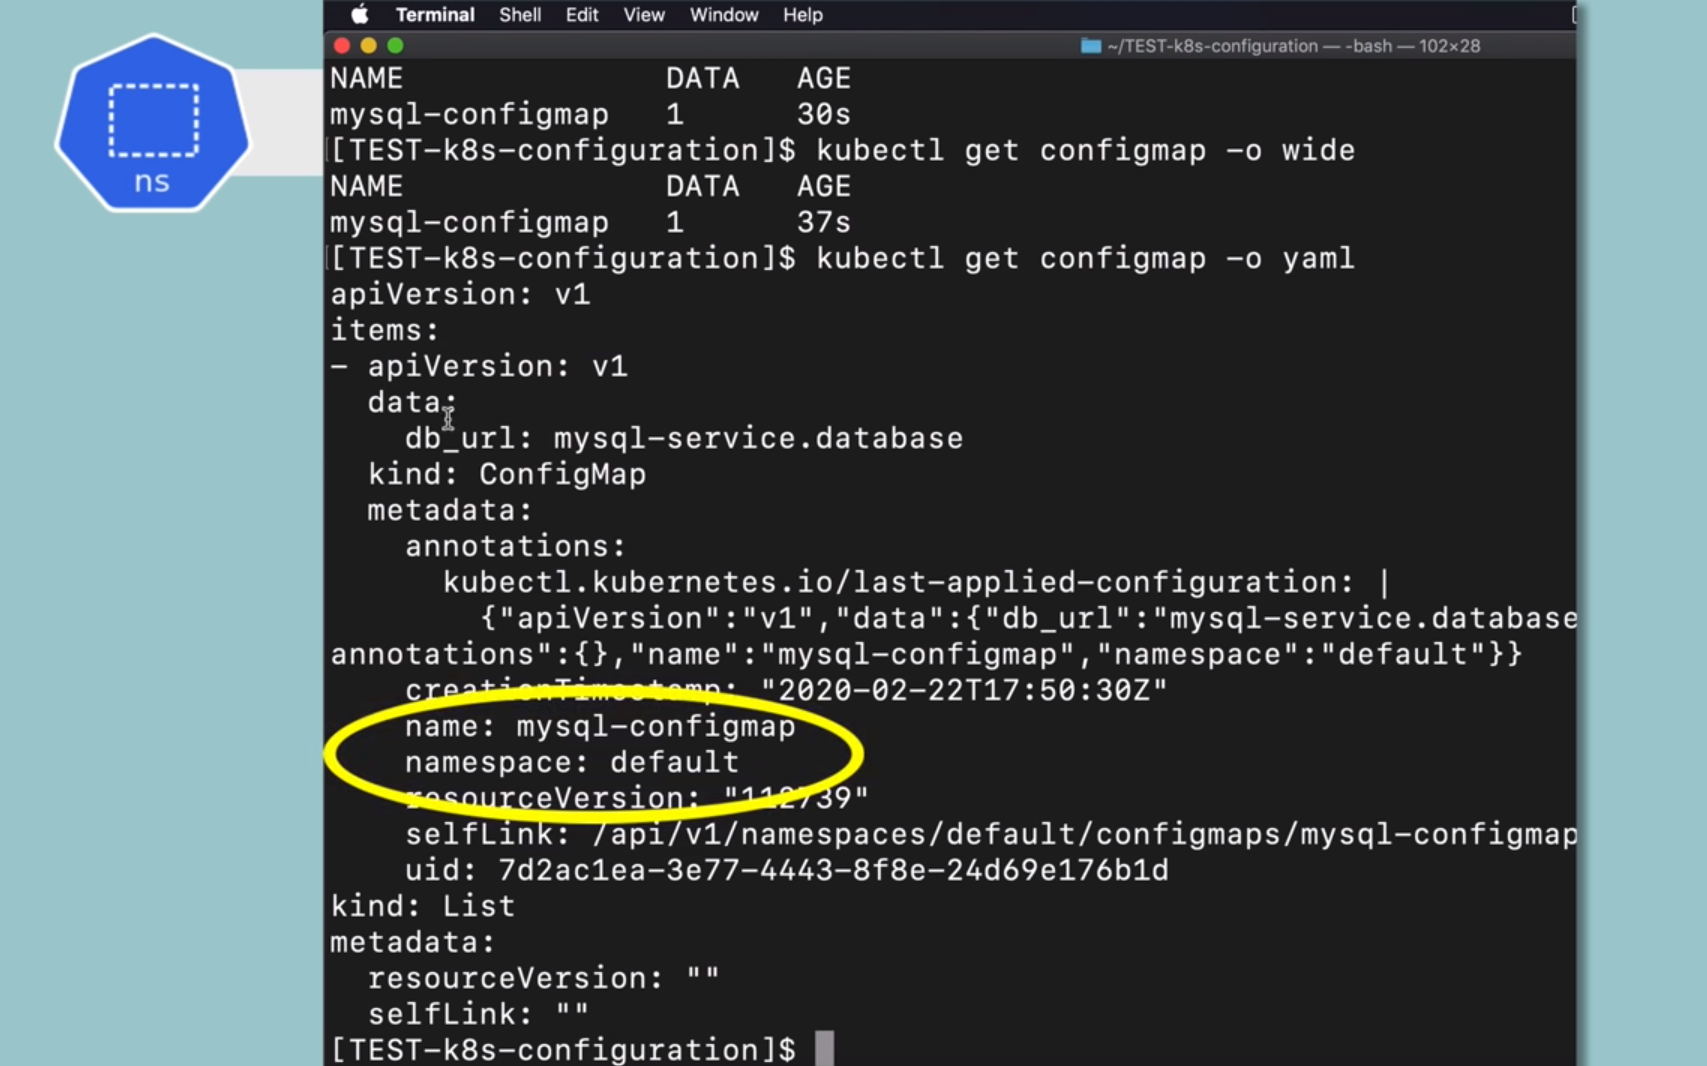 Terminal Shell Edit View Window Help
~/TEST-k8s-configuration — -bash — 102×28
ns
NAME DATA AGE
mysql-configmap 1 30s
[TEST-k8s-configuration]$ kubectl get configmap -o wide
NAME DATA AGE
mysql-configmap 1 37s
[TEST-k8s-configuration]$ kubectl get configmap -o yaml
apiVersion: v1
items:
- apiVersion: v1
  data:
    db_url: mysql-service.database
  kind: ConfigMap
  metadata:
    annotations:
      kubectl.kubernetes.io/last-applied-configuration: |
        {"apiVersion":"v1","data":{"db_url":"mysql-service.database
annotations":{},"name":"mysql-configmap","namespace":"default"}}
    creationTimestamp: "2020-02-22T17:50:30Z"
    name: mysql-configmap
    namespace: default
    resourceVersion: "112739"
    selfLink: /api/v1/namespaces/default/configmaps/mysql-configmap
    uid: 7d2ac1ea-3e77-4443-8f8e-24d69e176b1d
kind: List
metadata:
  resourceVersion: ""
  selfLink: ""
[TEST-k8s-configuration]$